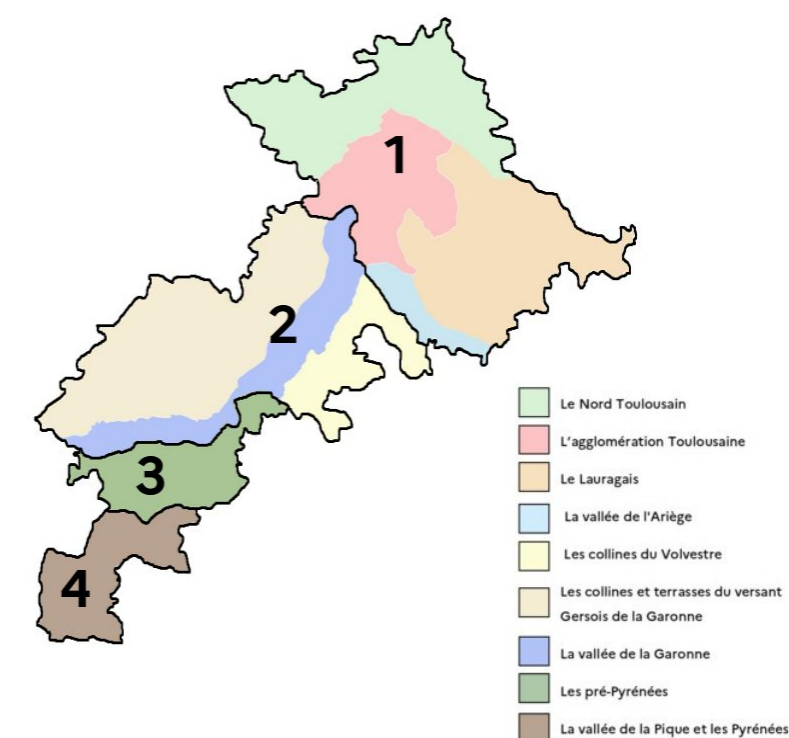 1
2
3
4
Le Nord Toulousain
L'agglomération Toulousaine
Le Lauragais
La vallée de l'Ariège
Les collines du Volvestre
Les collines et terrasses du versant
Gersois de la Garonne
La vallée de la Garonne
Les pré-Pyrénées
La vallée de la Pique et les Pyrénées